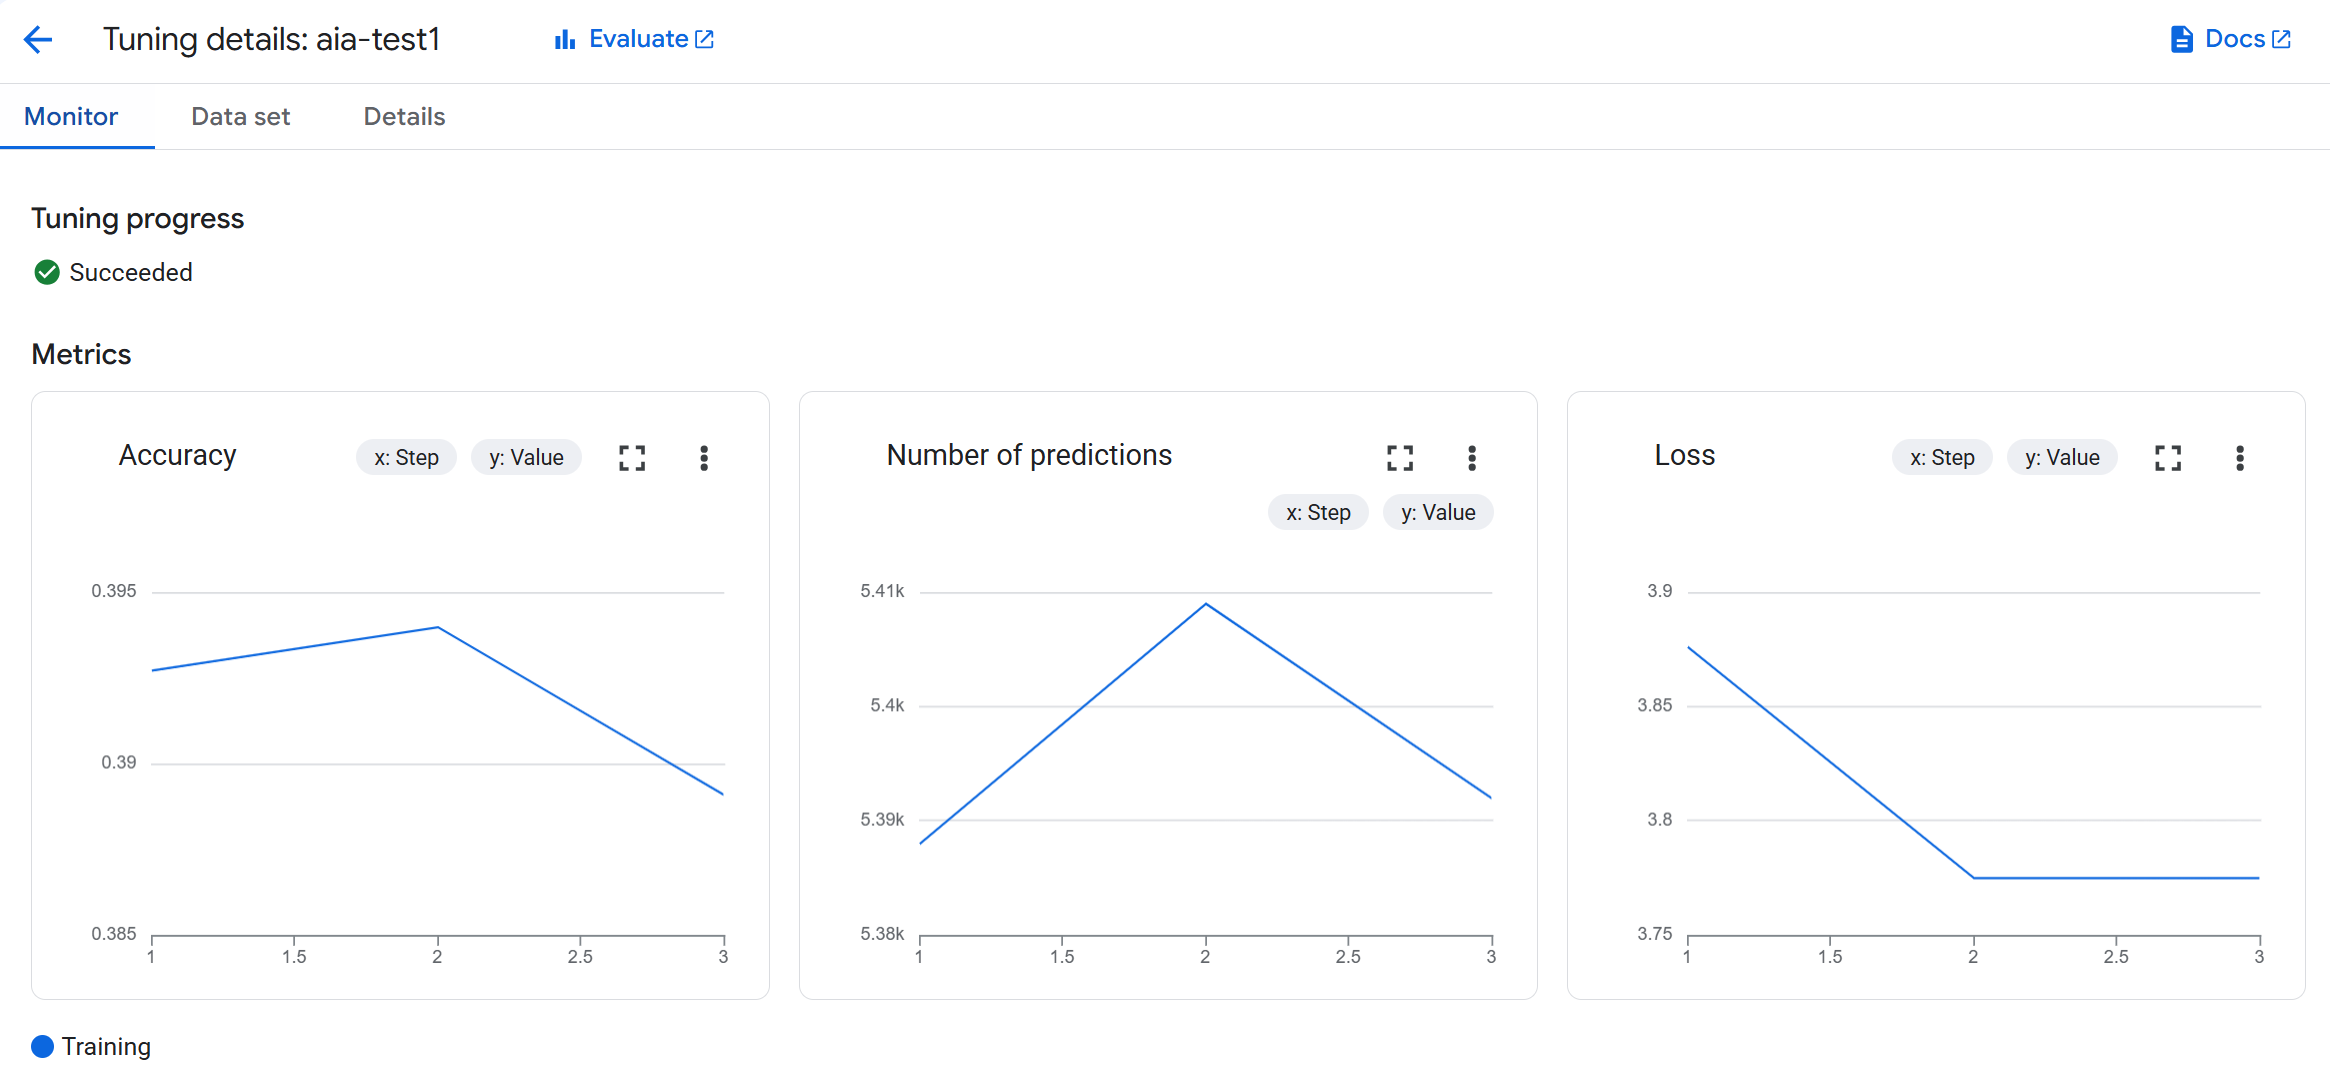 Tuning details: aia-test1
Evaluate
Docs
Monitor
Data set
Details
Tuning progress
Succeeded
Metrics
Accuracy
x: Step
y: Value
0.395
0.39
0.385
1
1.5
2
2.5
3
Number of predictions
x: Step
y: Value
5.41k
5.4k
5.39k
5.38k
1
1.5
2
2.5
3
Loss
x: Step
y: Value
3.9
3.85
3.8
3.75
1
1.5
2
2.5
3
Training